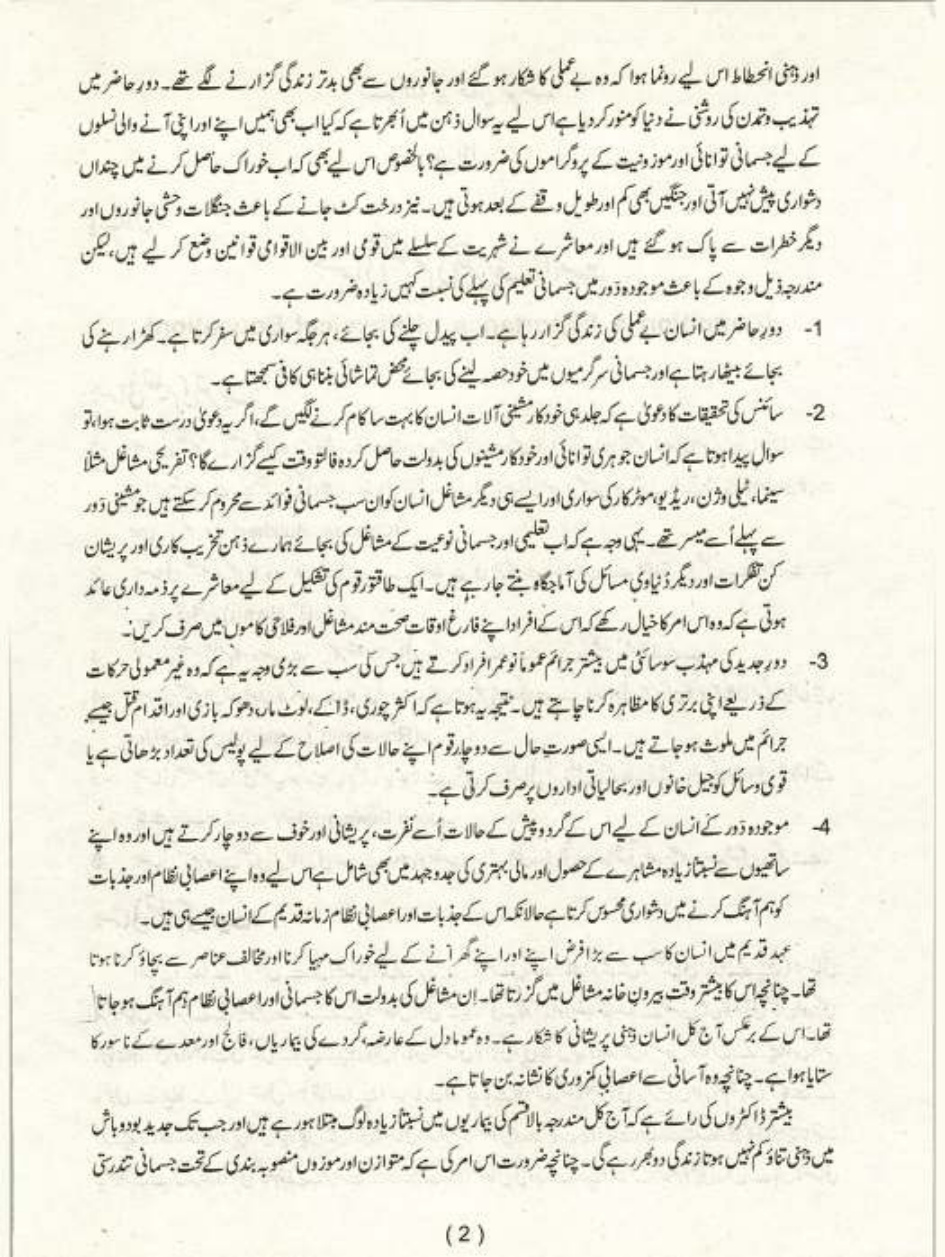 اور ذہنی انحطاط اس لیے رونما ہوا کہ وہ بے عملی کا شکار ہو گئے اور جانوروں سے بھی بدتر زندگی گزارنے لگے تھے۔ دورِ حاضر میں
تہذیب و تمدن کی روشنی نے دنیا کو منور کر دیا ہے اس لیے یہ سوال ذہن میں اُبھرتا ہے کہ کیا اب بھی ہمیں اپنے اور اپنی آنے والی نسلوں
کے لیے جسمانی توانائی اور موزونیت کے پروگراموں کی ضرورت ہے؟ بالخصوص اس لیے بھی کہ اب خوراک حاصل کرنے میں چنداں
دشواری پیش نہیں آتی اور جنگیں بھی کم اور طویل وقفے کے بعد ہوتی ہیں۔ نیز درخت کٹ جانے کے باعث جنگلات وحشی جانوروں اور
دیگر خطرات سے پاک ہو گئے ہیں اور معاشرے نے شہریت کے سلسلے میں قومی اور بین الاقوامی قوانین وضع کر لیے ہیں، لیکن
مندرجہ ذیل وجوہ کے باعث موجودہ دَور میں جسمانی تعلیم کی پہلے کی نسبت کہیں زیادہ ضرورت ہے۔
1- دورِ حاضر میں انسان بے عملی کی زندگی گزار رہا ہے۔ اب پیدل چلنے کی بجائے، ہر جگہ سواری میں سفر کرتا ہے۔ کھڑا رہنے کی
بجائے بیٹھا رہتا ہے اور جسمانی سرگرمیوں میں خود حصہ لینے کی بجائے محض تماشائی بننا ہی کافی سمجھتا ہے۔
2- سائنس کی تحقیقات کا دعویٰ ہے کہ جلد ہی خودکار مشینی آلات انسان کا بہت سا کام کرنے لگیں گے، اگر یہ دعویٰ درست ثابت ہوا، تو
سوال پیدا ہوتا ہے کہ انسان جوہری توانائی اور خودکار مشینوں کی بدولت حاصل کردہ فالتو وقت کیسے گزارے گا؟ تفریحی مشاغل مثلاً
سینما، ٹیلی وژن، ریڈیو، موٹر کار کی سواری اور ایسے ہی دیگر مشاغل انسان کو ان سب جسمانی فوائد سے محروم کر سکتے ہیں جو مشینی دَور
سے پہلے اُسے میسر تھے۔ یہی وجہ ہے کہ اب تعلیمی اور جسمانی نوعیت کے مشاغل کی بجائے ہمارے ذہن تخریب کاری اور پریشان
کن تفکرات اور دیگر دُنیاوی مسائل کی آماجگاہ بنتے جا رہے ہیں۔ ایک طاقتور قوم کی تشکیل کے لیے معاشرے پر ذمہ داری عائد
ہوتی ہے کہ وہ اس امر کا خیال رکھے کہ اس کے افراد اپنے فارغ اوقات صحت مند مشاغل اور فلاحی کاموں میں صرف کریں۔
3- دورِ جدید کی مہذب سوسائٹی میں بیشتر جرائم عموماً نو عمر افراد کرتے ہیں جس کی سب سے بڑی وجہ یہ ہے کہ وہ غیر معمولی حرکات
کے ذریعے اپنی برتری کا مظاہرہ کرنا چاہتے ہیں۔ نتیجہ یہ ہوتا ہے کہ اکثر چوری، ڈاکے، لوٹ مار، دھوکہ بازی اور اقدامِ قتل جیسے
جرائم میں ملوث ہو جاتے ہیں۔ ایسی صورتِ حال سے دوچار قوم اپنے حالات کی اصلاح کے لیے پولیس کی تعداد بڑھاتی ہے یا
قومی وسائل کو جیل خانوں اور بحالیاتی اداروں پر صرف کرتی ہے۔
4- موجودہ دَور کے انسان کے لیے اس کے گرد و پیش کے حالات اُسے نفرت، پریشانی اور خوف سے دوچار کرتے ہیں اور وہ اپنے
ساتھیوں سے نسبتاً زیادہ مشاہرے کے حصول اور مالی بہتری کی جدوجہد میں بھی شامل ہے اس لیے وہ اپنے اعصابی نظام اور جذبات
کو ہم آہنگ کرنے میں دشواری محسوس کرتا ہے حالانکہ اس کے جذبات اور اعصابی نظام زمانہ قدیم کے انسان جیسے ہی ہیں۔
عہد قدیم میں انسان کا سب سے بڑا فرض اپنے اور اپنے گھرانے کے لیے خوراک مہیا کرنا اور مخالف عناصر سے بچاؤ کرنا ہوتا
تھا۔ چنانچہ اس کا بیشتر وقت بیرونِ خانہ مشاغل میں گزرتا تھا۔ اِن مشاغل کی بدولت اس کا جسمانی اور اعصابی نظام ہم آہنگ ہو جاتا
تھا۔ اس کے برعکس آج کل انسان ذہنی پریشانی کا شکار ہے۔ وہ عموماً دل کے عارضہ، گردے کی بیماریاں، فالج اور معدے کے ناسور کا
ستایا ہوا ہے۔ چنانچہ وہ آسانی سے اعصابی کمزوری کا نشانہ بن جاتا ہے۔
بیشتر ڈاکٹروں کی رائے ہے کہ آج کل مندرجہ بالا قسم کی بیماریوں میں نسبتاً زیادہ لوگ مبتلا ہو رہے ہیں اور جب تک جدید بودوباش
میں ذہنی تناؤ کم نہیں ہوتا زندگی دوبھر رہے گی۔ چنانچہ ضرورت اس امر کی ہے کہ متوازن اور موزوں منصوبہ بندی کے تحت جسمانی تندرستی
(2)